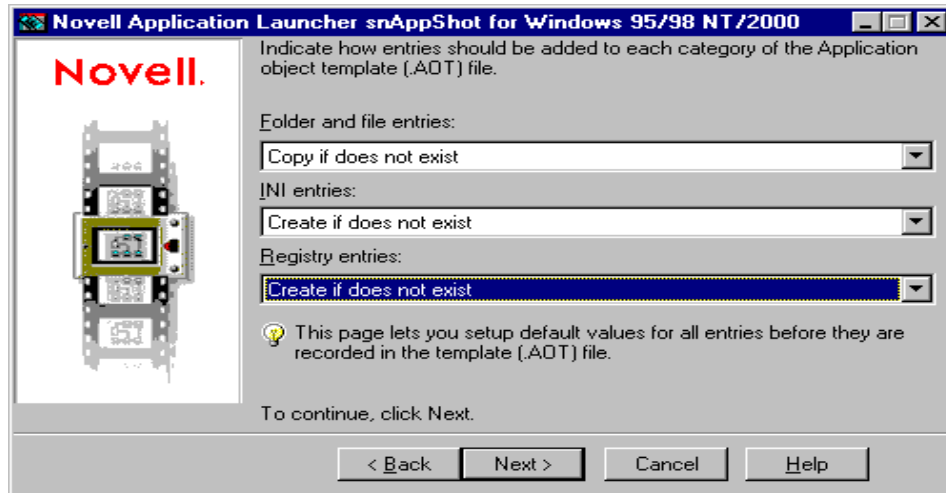 Novell Application Launcher snAppShot for Windows 95/98 NT/2000
Novell.
Indicate how entries should be added to each category of the Application
object template (.AOT) file.
Folder and file entries:
Copy if does not exist
INI entries:
Create if does not exist
Registry entries:
Create if does not exist
This page lets you setup default values for all entries before they are
recorded in the template (.AOT) file.
To continue, click Next.
< Back
Next >
Cancel
Help